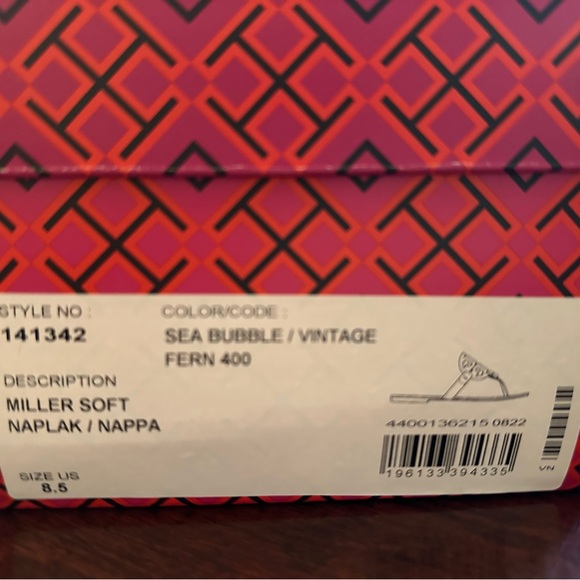 STYLE NO :
141342
COLOR/CODE :
SEA BUBBLE / VINTAGE
FERN 400
DESCRIPTION
MILLER SOFT
NAPLAK / NAPPA
SIZE US
8.5
4400136215 0822
196133394335
VN